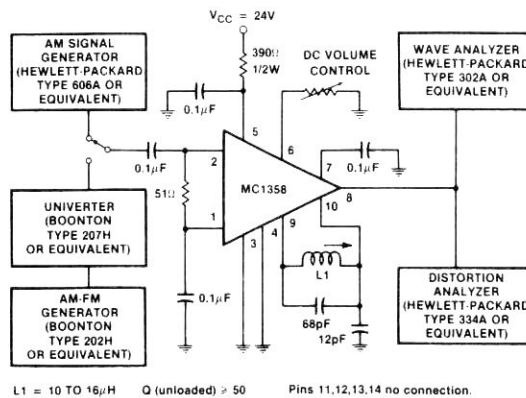 V_CC = 24V
390Ω
1/2W
DC VOLUME
CONTROL
AM SIGNAL
GENERATOR
(HEWLETT-PACKARD
TYPE 606A OR
EQUIVALENT)
WAVE ANALYZER
(HEWLETT-PACKARD
TYPE 302A OR
EQUIVALENT)
0.1μF
5
6
0.1μF
2
7
0.1μF
51Ω
MC1358
8
10
1
9
3
4
UNIVERTER
(BOONTON
TYPE 207H
OR EQUIVALENT)
L1
0.1μF
68pF
12pF
AM-FM
GENERATOR
(BOONTON
TYPE 202H
OR EQUIVALENT)
DISTORTION
ANALYZER
(HEWLETT-PACKARD
TYPE 334A OR
EQUIVALENT)
L1 = 10 TO 16μH Q (unloaded) ≥ 50 Pins 11,12,13,14 no connection.